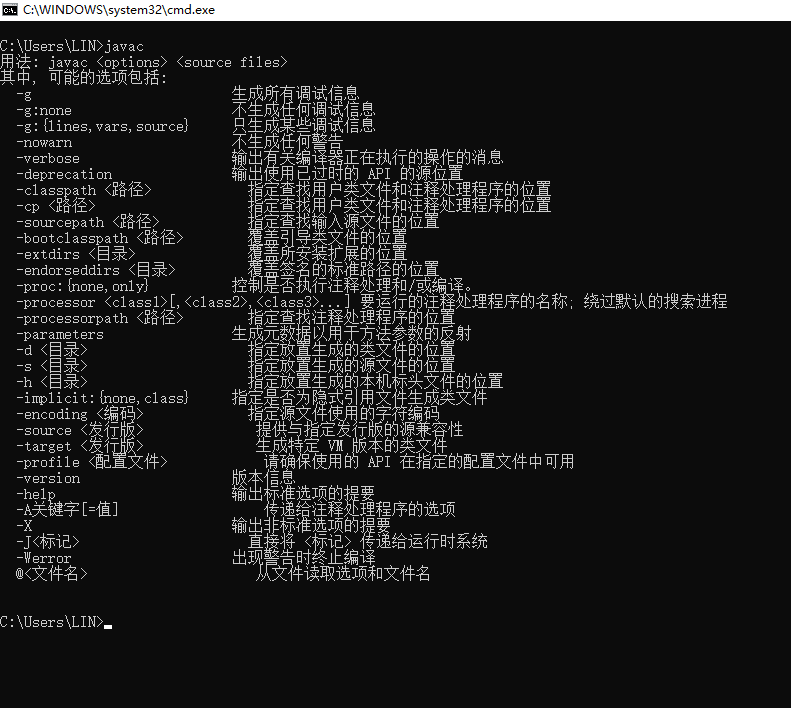 C:\WINDOWS\system32\cmd.exe
C:\Users\LIN>javac
用法: javac <options> <source files>
其中, 可能的选项包括:
-g 生成所有调试信息
-g:none 不生成任何调试信息
-g:{lines,vars,source} 只生成某些调试信息
-nowarn 不生成任何警告
-verbose 输出有关编译器正在执行的操作的消息
-deprecation 输出使用已过时的 API 的源位置
-classpath <路径> 指定查找用户类文件和注释处理程序的位置
-cp <路径> 指定查找用户类文件和注释处理程序的位置
-sourcepath <路径> 指定查找输入源文件的位置
-bootclasspath <路径> 覆盖引导类文件的位置
-extdirs <目录> 覆盖所安装扩展的位置
-endorseddirs <目录> 覆盖签名的标准路径的位置
-proc:{none,only} 控制是否执行注释处理和/或编译。
-processor <class1>[,<class2>,<class3>...] 要运行的注释处理程序的名称; 绕过默认的搜索进程
-processorpath <路径> 指定查找注释处理程序的位置
-parameters 生成元数据以用于方法参数的反射
-d <目录> 指定放置生成的类文件的位置
-s <目录> 指定放置生成的源文件的位置
-h <目录> 指定放置生成的本机标头文件的位置
-implicit:{none,class} 指定是否为隐式引用文件生成类文件
-encoding <编码> 指定源文件使用的字符编码
-source <发行版> 提供与指定发行版的源兼容性
-target <发行版> 生成特定 VM 版本的类文件
-profile <配置文件> 请确保使用的 API 在指定的配置文件中可用
-version 版本信息
-help 输出标准选项的提要
-A关键字[=值] 传递给注释处理程序的选项
-X 输出非标准选项的提要
-J<标记> 直接将 <标记> 传递给运行时系统
-Werror 出现警告时终止编译
@<文件名> 从文件读取选项和文件名
C:\Users\LIN>